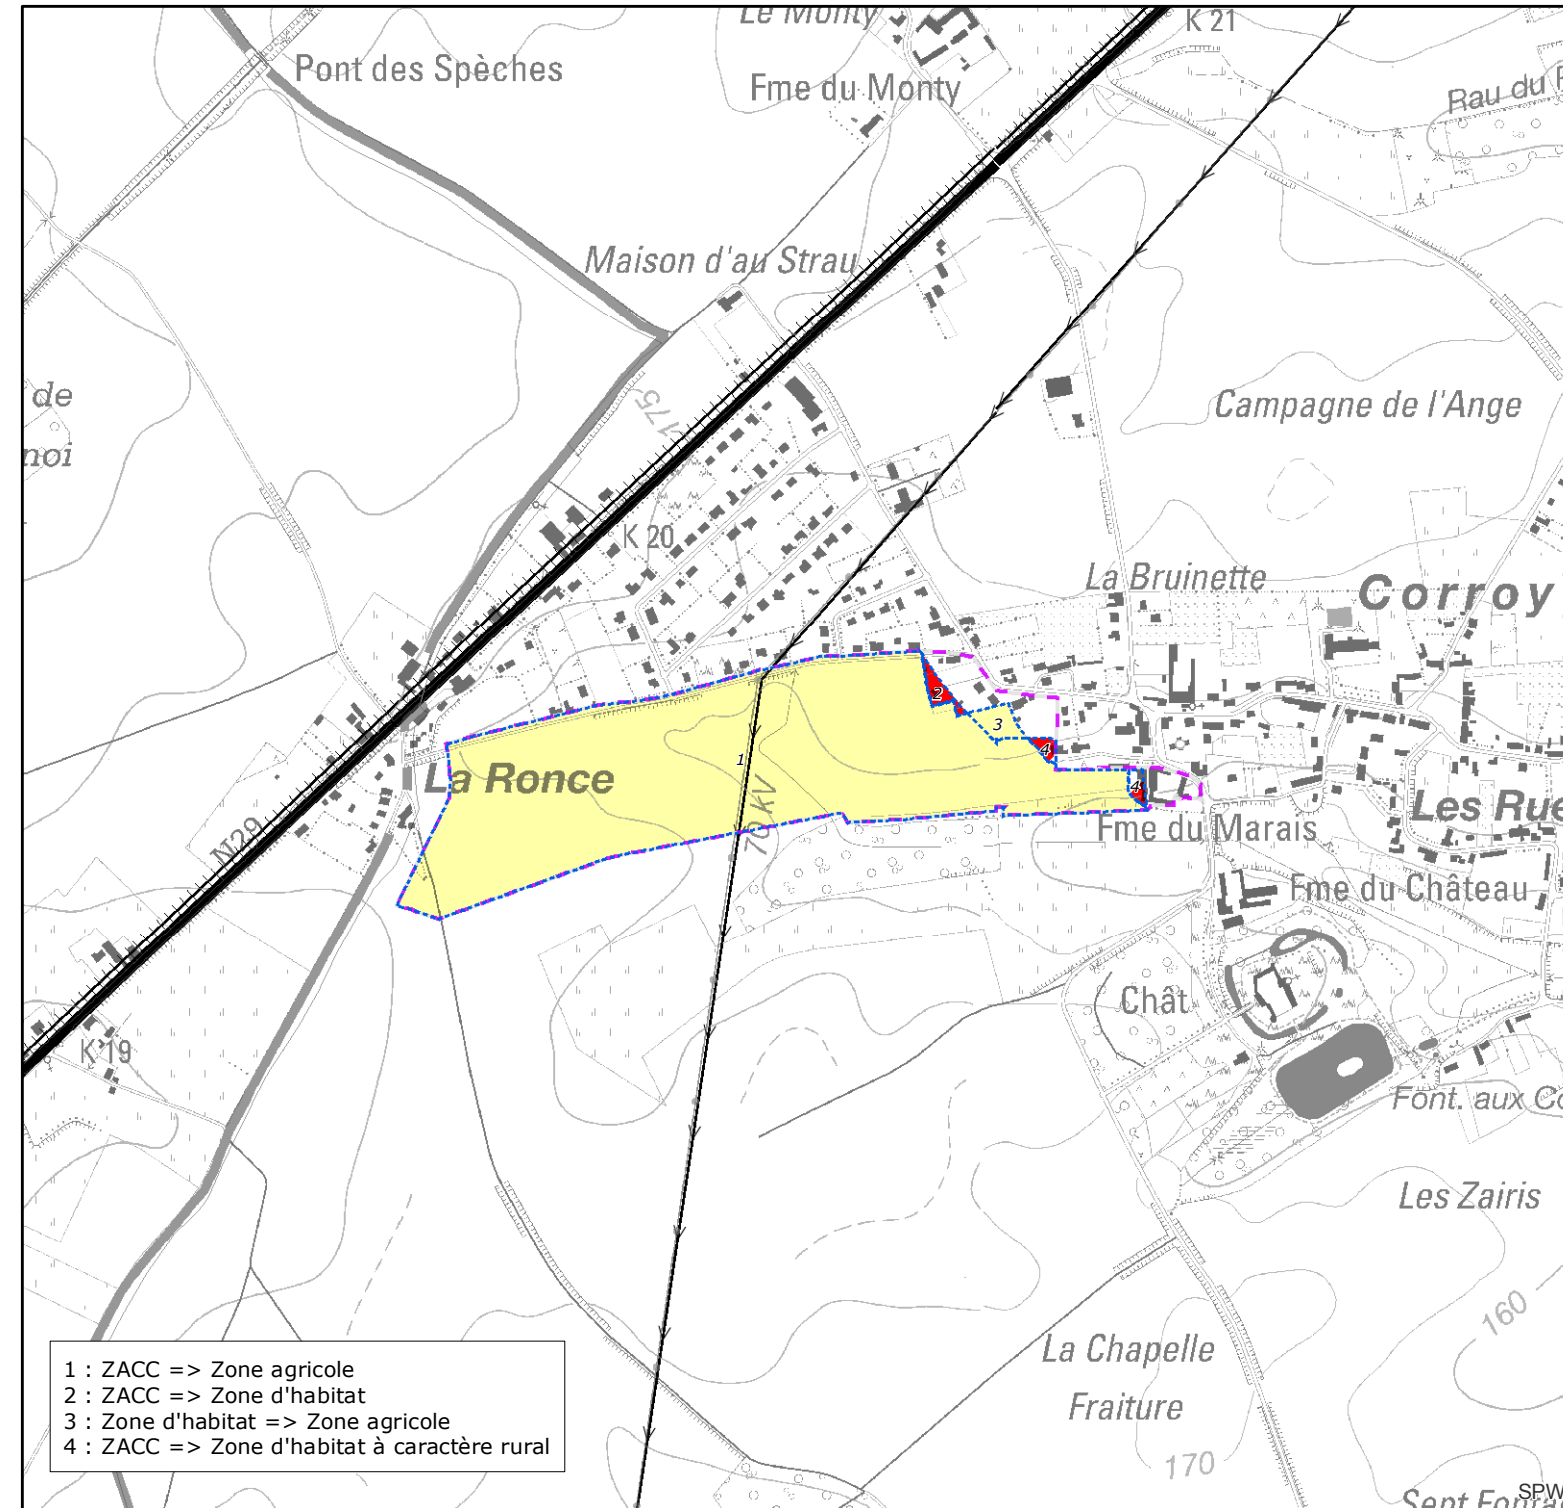 Le Monty
K 21
Pont des Spèches
Fme du Monty
Rau du
Maison d'au Strau
de
noi
175
Campagne de l'Ange
K 20
La Bruinette
Corroy
2
3
4
1
La Ronce
4
70 kV
N29
Les Rue
Fme du Marais
Fme du Château
Chât
K 19
Font. aux
Les Zairis
160
La Chapelle
Fraiture
170
1 : ZACC => Zone agricole
2 : ZACC => Zone d'habitat
3 : Zone d'habitat => Zone agricole
4 : ZACC => Zone d'habitat à caractère rural
SPW
Sept